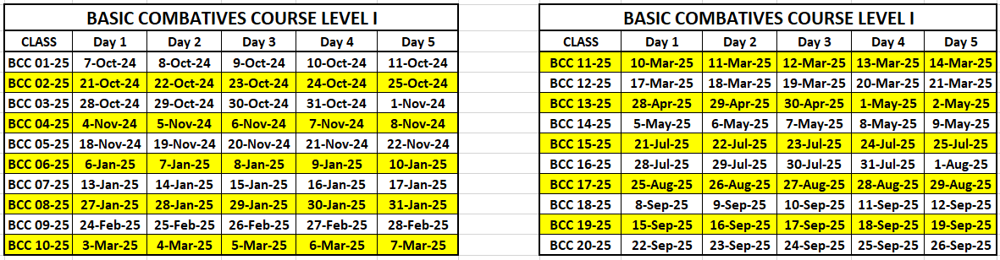 BASIC COMBATIVES COURSE LEVEL I
CLASS Day 1 Day 2 Day 3 Day 4 Day 5
BCC 01-25 7-Oct-24 8-Oct-24 9-Oct-24 10-Oct-24 11-Oct-24
BCC 02-25 21-Oct-24 22-Oct-24 23-Oct-24 24-Oct-24 25-Oct-24
BCC 03-25 28-Oct-24 29-Oct-24 30-Oct-24 31-Oct-24 1-Nov-24
BCC 04-25 4-Nov-24 5-Nov-24 6-Nov-24 7-Nov-24 8-Nov-24
BCC 05-25 18-Nov-24 19-Nov-24 20-Nov-24 21-Nov-24 22-Nov-24
BCC 06-25 6-Jan-25 7-Jan-25 8-Jan-25 9-Jan-25 10-Jan-25
BCC 07-25 13-Jan-25 14-Jan-25 15-Jan-25 16-Jan-25 17-Jan-25
BCC 08-25 27-Jan-25 28-Jan-25 29-Jan-25 30-Jan-25 31-Jan-25
BCC 09-25 24-Feb-25 25-Feb-25 26-Feb-25 27-Feb-25 28-Feb-25
BCC 10-25 3-Mar-25 4-Mar-25 5-Mar-25 6-Mar-25 7-Mar-25
BASIC COMBATIVES COURSE LEVEL I
CLASS Day 1 Day 2 Day 3 Day 4 Day 5
BCC 11-25 10-Mar-25 11-Mar-25 12-Mar-25 13-Mar-25 14-Mar-25
BCC 12-25 17-Mar-25 18-Mar-25 19-Mar-25 20-Mar-25 21-Mar-25
BCC 13-25 28-Apr-25 29-Apr-25 30-Apr-25 1-May-25 2-May-25
BCC 14-25 5-May-25 6-May-25 7-May-25 8-May-25 9-May-25
BCC 15-25 21-Jul-25 22-Jul-25 23-Jul-25 24-Jul-25 25-Jul-25
BCC 16-25 28-Jul-25 29-Jul-25 30-Jul-25 31-Jul-25 1-Aug-25
BCC 17-25 25-Aug-25 26-Aug-25 27-Aug-25 28-Aug-25 29-Aug-25
BCC 18-25 8-Sep-25 9-Sep-25 10-Sep-25 11-Sep-25 12-Sep-25
BCC 19-25 15-Sep-25 16-Sep-25 17-Sep-25 18-Sep-25 19-Sep-25
BCC 20-25 22-Sep-25 23-Sep-25 24-Sep-25 25-Sep-25 26-Sep-25